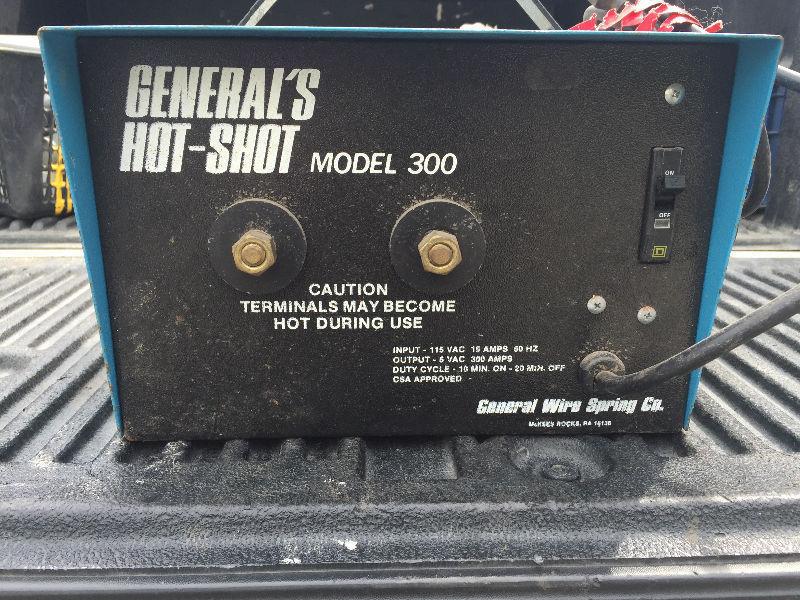 GENERAL'S
HOT-SHOT MODEL 300
ON
OFF
CAUTION
TERMINALS MAY BECOME
HOT DURING USE
INPUT - 115 VAC 15 AMPS 60 HZ
OUTPUT - 6 VAC 300 AMPS
DUTY CYCLE - 10 MIN. ON - 20 MIN. OFF
CSA APPROVED -
General Wire Spring Co.
McKEES ROCKS, PA 15136